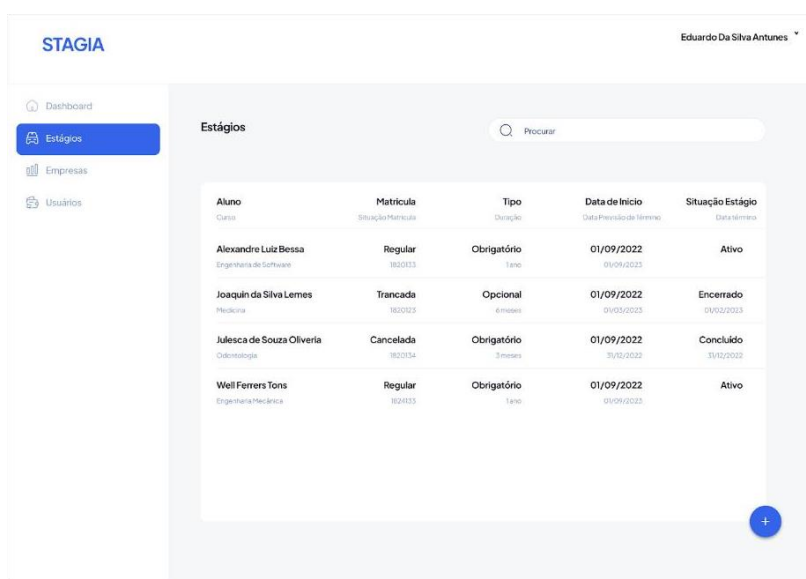 STAGIA
Eduardo Da Silva Antunes
Dashboard
Estágios
Empresas
Usuários
Estágios
Procurar
Aluno Matricula Tipo Data de Inicio Situação Estágio
Curso Situação Matrícula Duração Data Previsão de término Data término
Alexandre Luiz Bessa Regular Obrigatório 01/09/2022 Ativo
Engenharia de Software 1820133 1 ano 01/09/2023
Joaquin da Silva Lemes Trancada Opcional 01/09/2022 Encerrado
Medicina 1820123 6 meses 01/03/2023 01/02/2023
Julesca de Souza Oliveria Cancelada Obrigatório 01/09/2022 Concluído
Odontologia 1820134 3 meses 31/12/2022 31/12/2022
Well Ferrers Tons Regular Obrigatório 01/09/2022 Ativo
Engenharia Mecânica 1824133 1 ano 01/09/2023